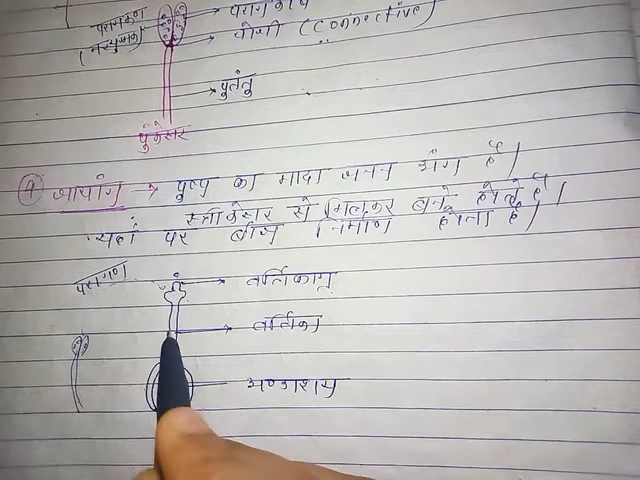 परागकोष
परागकण
(नरयुग्मक)
योजी (Connective)
पुतंतु
पुंकेसर
4 जायांग → पुष्प का मादा जनन अंग है।
स्त्रीकेसर से मिलकर बने होते है।
यहां पर बीज निर्माण होता है।
परागण
वर्तिकाग्र
वर्तिका
अण्डाशय